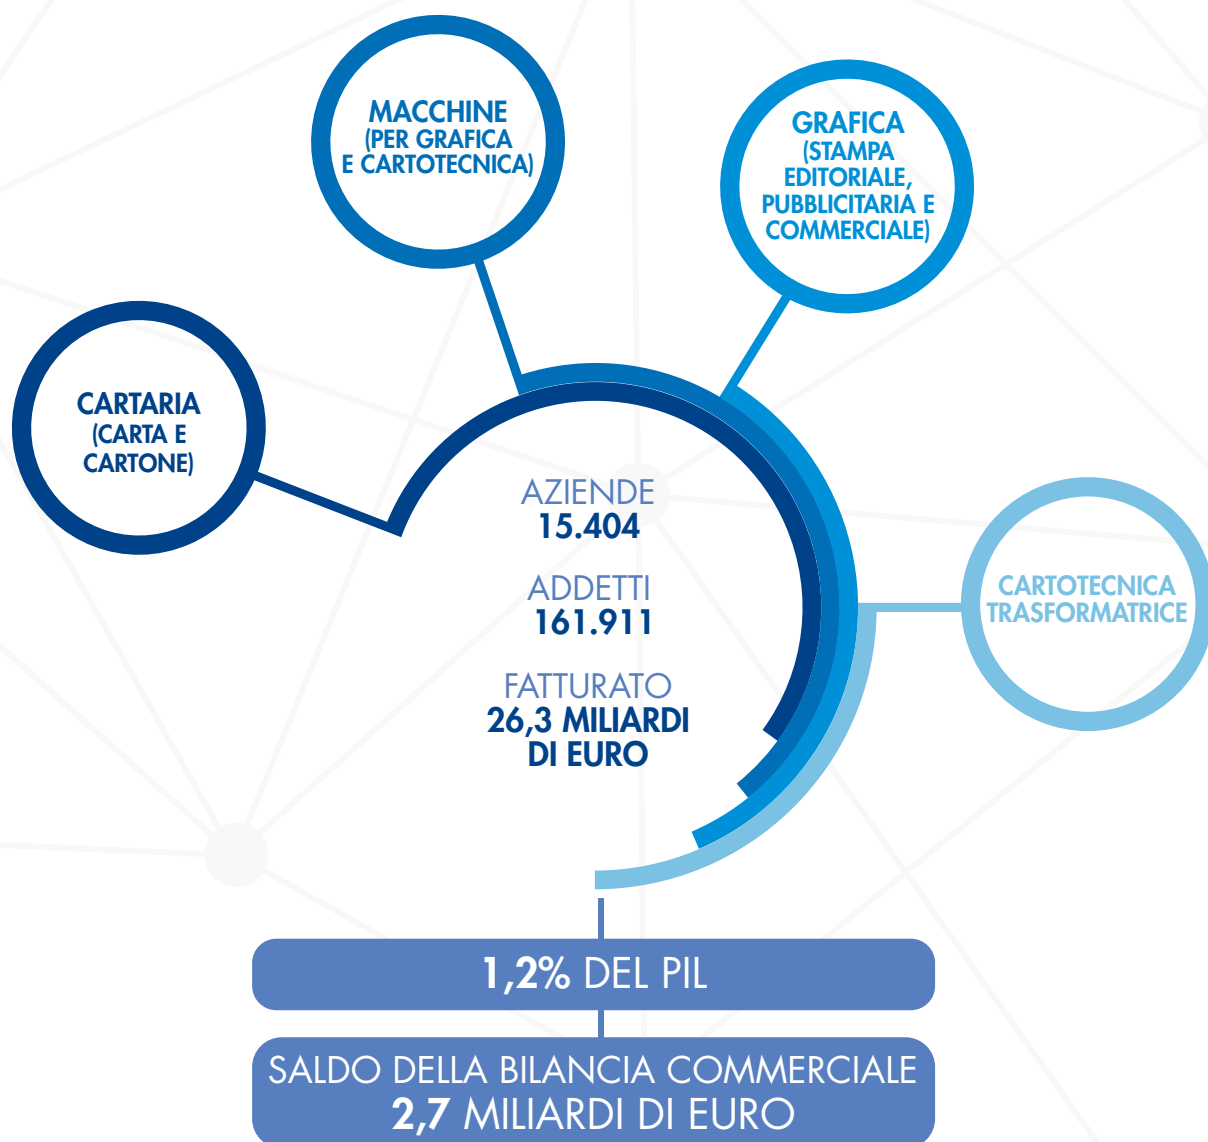 MACCHINE
(PER GRAFICA
E CARTOTECNICA)
GRAFICA
(STAMPA
EDITORIALE,
PUBBLICITARIA E
COMMERCIALE)
CARTARIA
(CARTA E
CARTONE)
AZIENDE
15.404
ADDETTI
161.911
FATTURATO
26,3 MILIARDI
DI EURO
CARTOTECNICA
TRASFORMATRICE
1,2% DEL PIL
SALDO DELLA BILANCIA COMMERCIALE
2,7 MILIARDI DI EURO